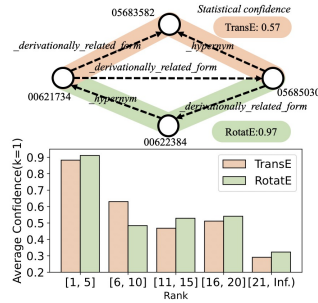 05683582
Statistical confidence
TransE: 0.57
_derivationally_related_form
_hypernym
_derivationally_related_form
00621734
0568503
_hypernym
_derivationally_related_form
RotatE:0.97
00622384
Average Confidence(k=1)
0.9
0.8
0.7
0.6
0.5
0.4
0.3
0.2
TransE
RotatE
[1, 5]
[6, 10]
[11, 15]
[16, 20]
[21, Inf.)
Rank